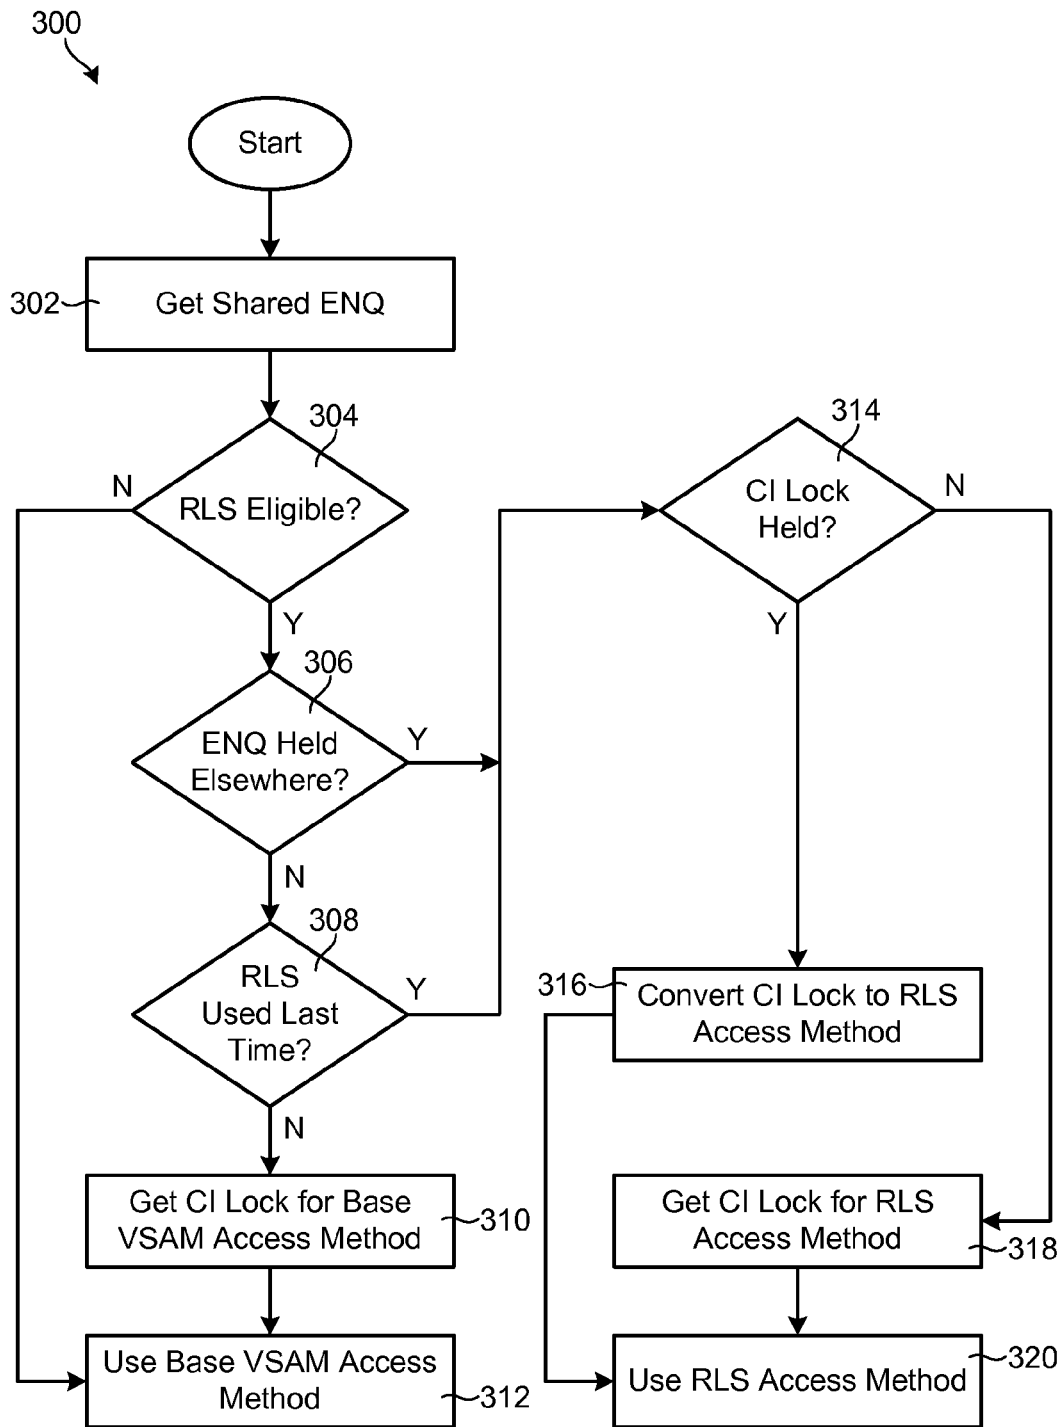 300
Start
302
Get Shared ENQ
304
N
RLS Eligible?
Y
306
ENQ Held
Elsewhere?
Y
N
308
RLS
Used Last
Time?
Y
N
Get CI Lock for Base
VSAM Access Method
310
Use Base VSAM Access
Method
312
314
CI Lock
Held?
N
Y
316
Convert CI Lock to RLS
Access Method
Get CI Lock for RLS
Access Method
318
Use RLS Access Method
320